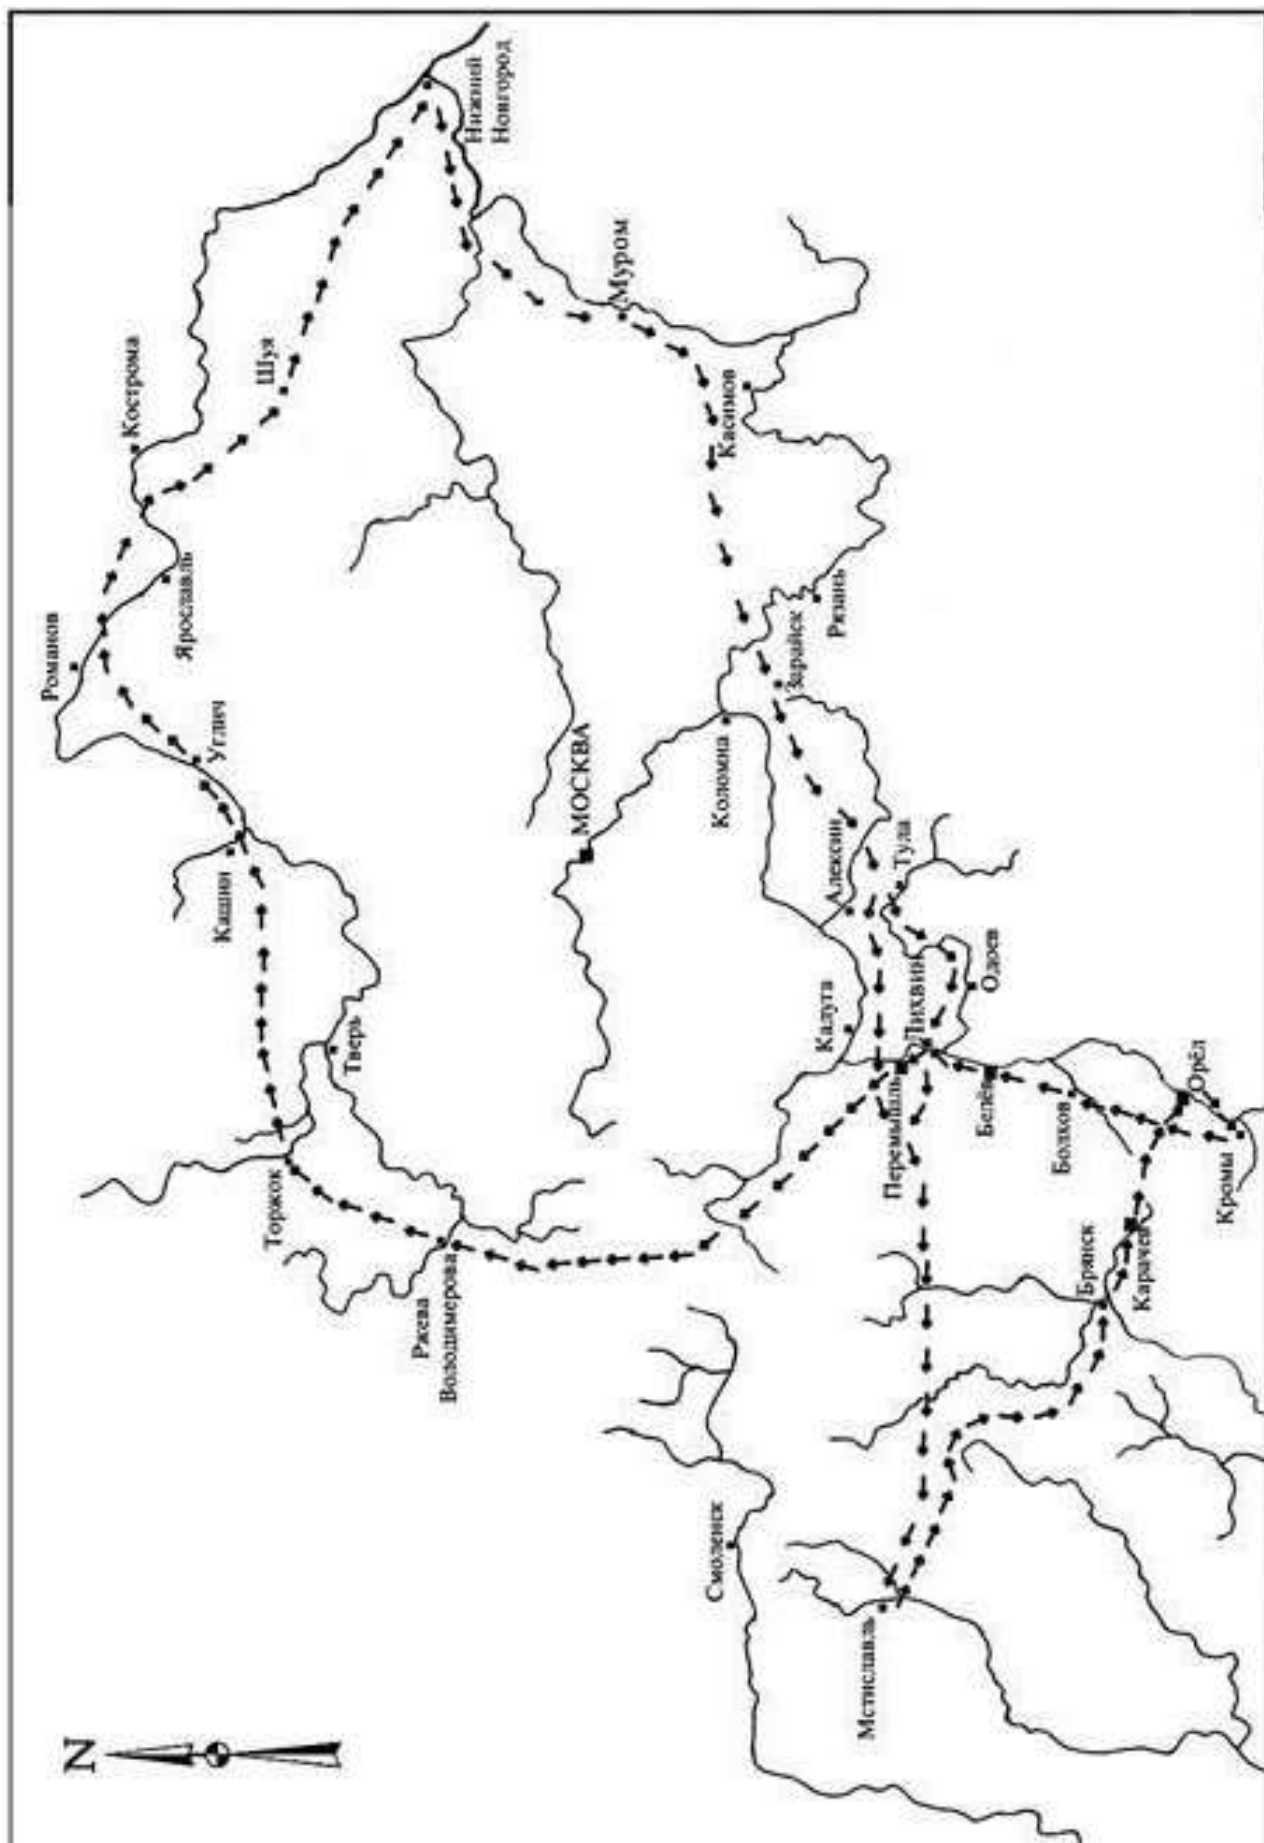 N
Романов
Кострома
Углич
Ярославль
Кашин
Шуя
Нижний
Новгород
Торжок
Тверь
Ржева
Володимерова
МОСКВА
Муром
Коломна
Касимов
Зарайск
Рязань
Смоленск
Калуга
Алексин
Тула
Мстиславль
Перемышль
Лихвин
Одоев
Белёв
Болхов
Брянск
Карачев
Орёл
Кромы